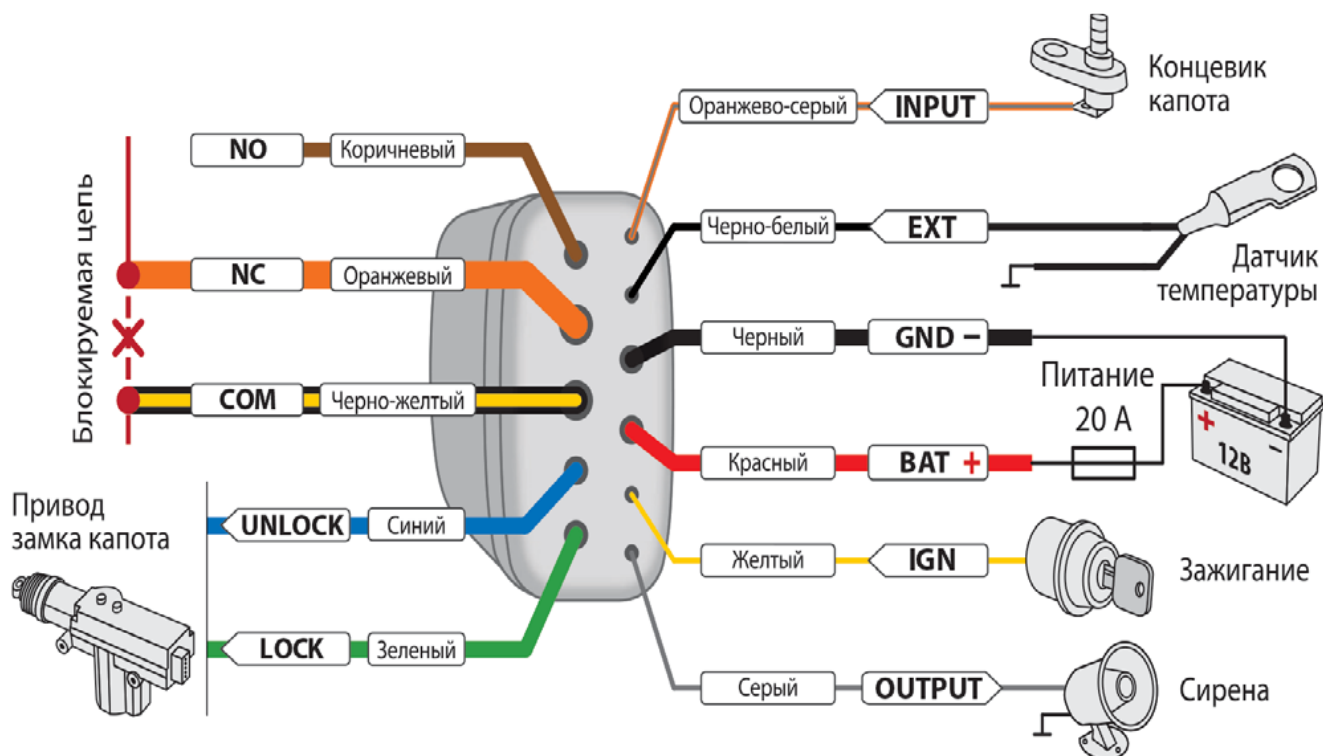 Блокируемая цепь
NO
Коричневый
NC
Оранжевый
COM
Черно-желтый
UNLOCK
Синий
LOCK
Зеленый
Привод
замка капота
Оранжево-серый
INPUT
Концевик
капота
Черно-белый
EXT
Датчик
температуры
Черный
GND –
Питание
20 А
Красный
BAT +
+
–
12В
Желтый
IGN
Зажигание
Серый
OUTPUT
Сирена